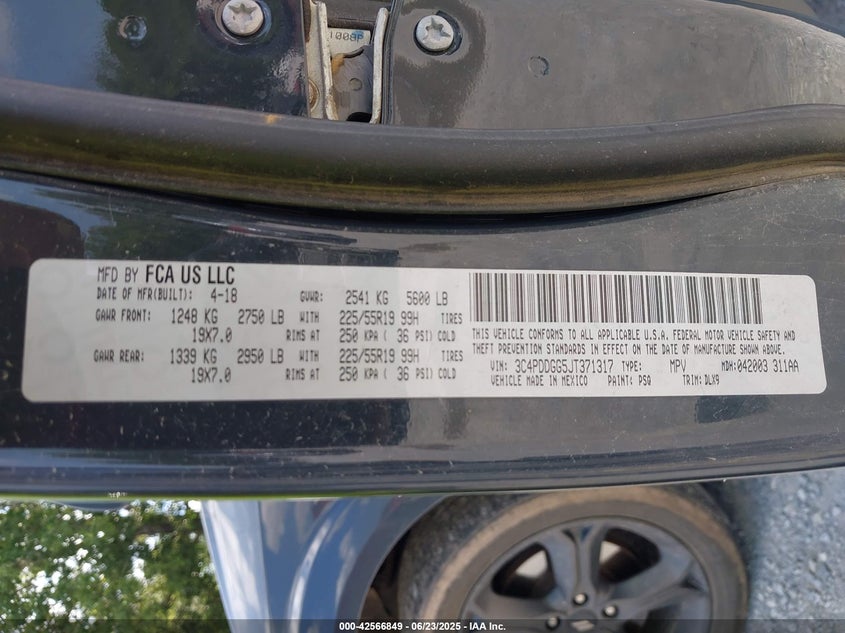 1008P
MFD BY FCA US LLC
DATE OF MFR(BUILT): 4-18 GVWR: 2541 KG 5600 LB
GAWR FRONT: 1248 KG 2750 LB WITH 225/55R19 99H TIRES
19X7.0 RIMS AT 250 KPA ( 36 PSI) COLD
GAWR REAR: 1339 KG 2950 LB WITH 225/55R19 99H TIRES
19X7.0 RIMS AT 250 KPA ( 36 PSI) COLD
THIS VEHICLE CONFORMS TO ALL APPLICABLE U.S.A. FEDERAL MOTOR VEHICLE SAFETY AND
THEFT PREVENTION STANDARDS IN EFFECT ON THE DATE OF MANUFACTURE SHOWN ABOVE.
VIN: 3C4PDDGG5JT371317 TYPE: MPV MDH:042003 311AA
VEHICLE MADE IN MEXICO PAINT: PSQ TRIM: DLX9
000-42566849 - 06/23/2025 - IAA Inc.